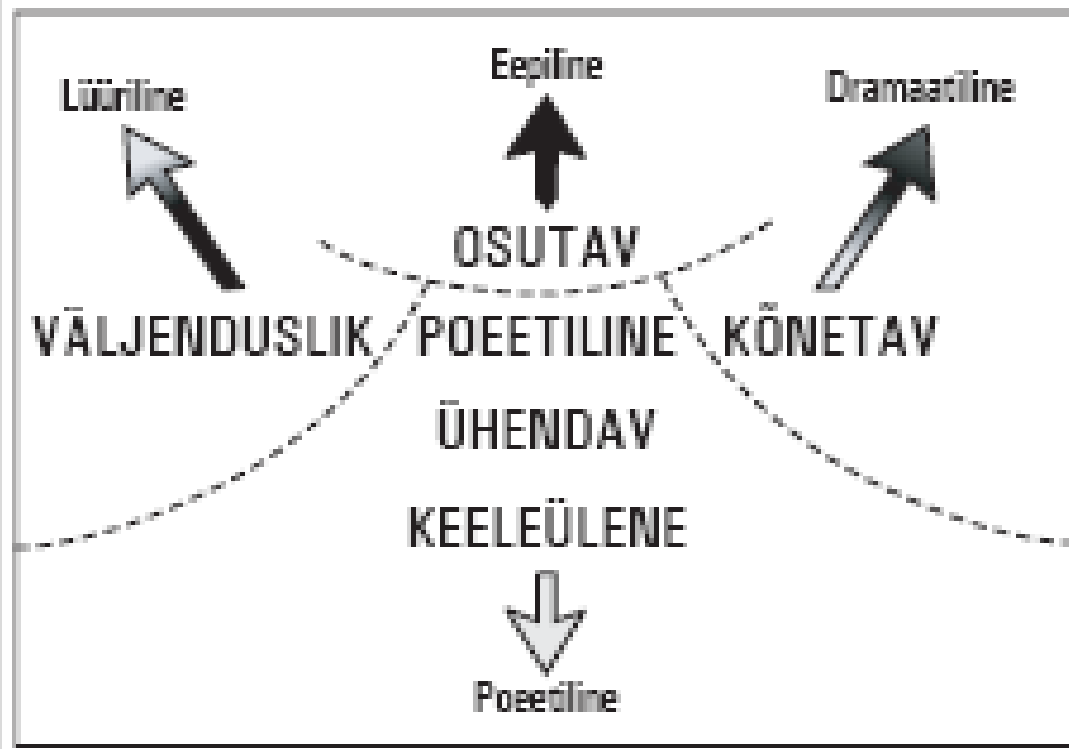 Eepiline
Lüüriline
Dramaatiline
OSUTAV
VÄLJENDUSLIK POEETILINE KÕNETAV
ÜHENDAV
KEELEÜLENE
Poeetiline